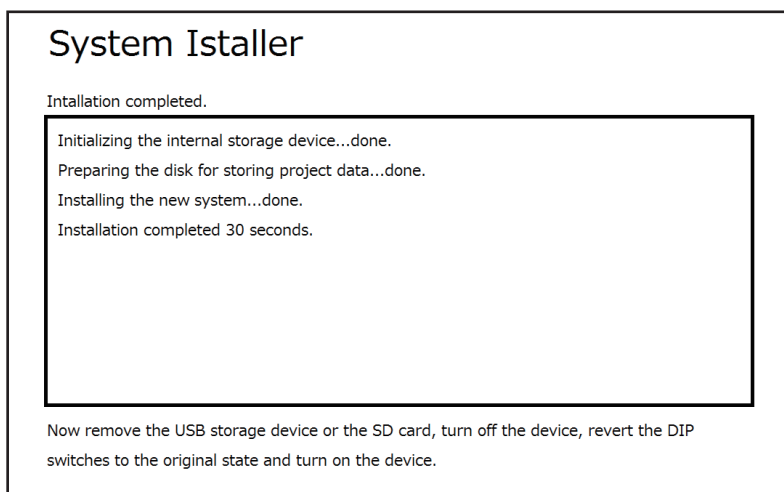 System Istaller
Intallation completed.
Initializing the internal storage device...done.
Preparing the disk for storing project data...done.
Installing the new system...done.
Installation completed 30 seconds.
Now remove the USB storage device or the SD card, turn off the device, revert the DIP
switches to the original state and turn on the device.